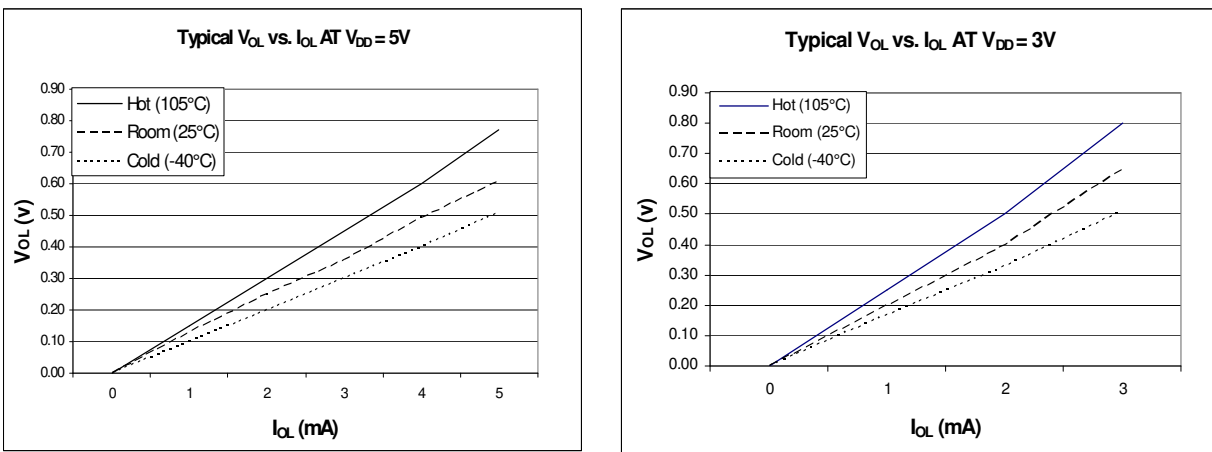 Typical VOL vs. IOL AT VDD = 5V
0.90
0.80
0.70
0.60
0.50
0.40
0.30
0.20
0.10
0.00
VOL (v)
Hot (105°C)
Room (25°C)
Cold (-40°C)
0 1 2 3 4 5
IOL (mA)
Typical VOL vs. IOL AT VDD = 3V
0.90
0.80
0.70
0.60
0.50
0.40
0.30
0.20
0.10
0.00
VOL (v)
Hot (105°C)
Room (25°C)
Cold (-40°C)
0 1 2 3
IOL (mA)